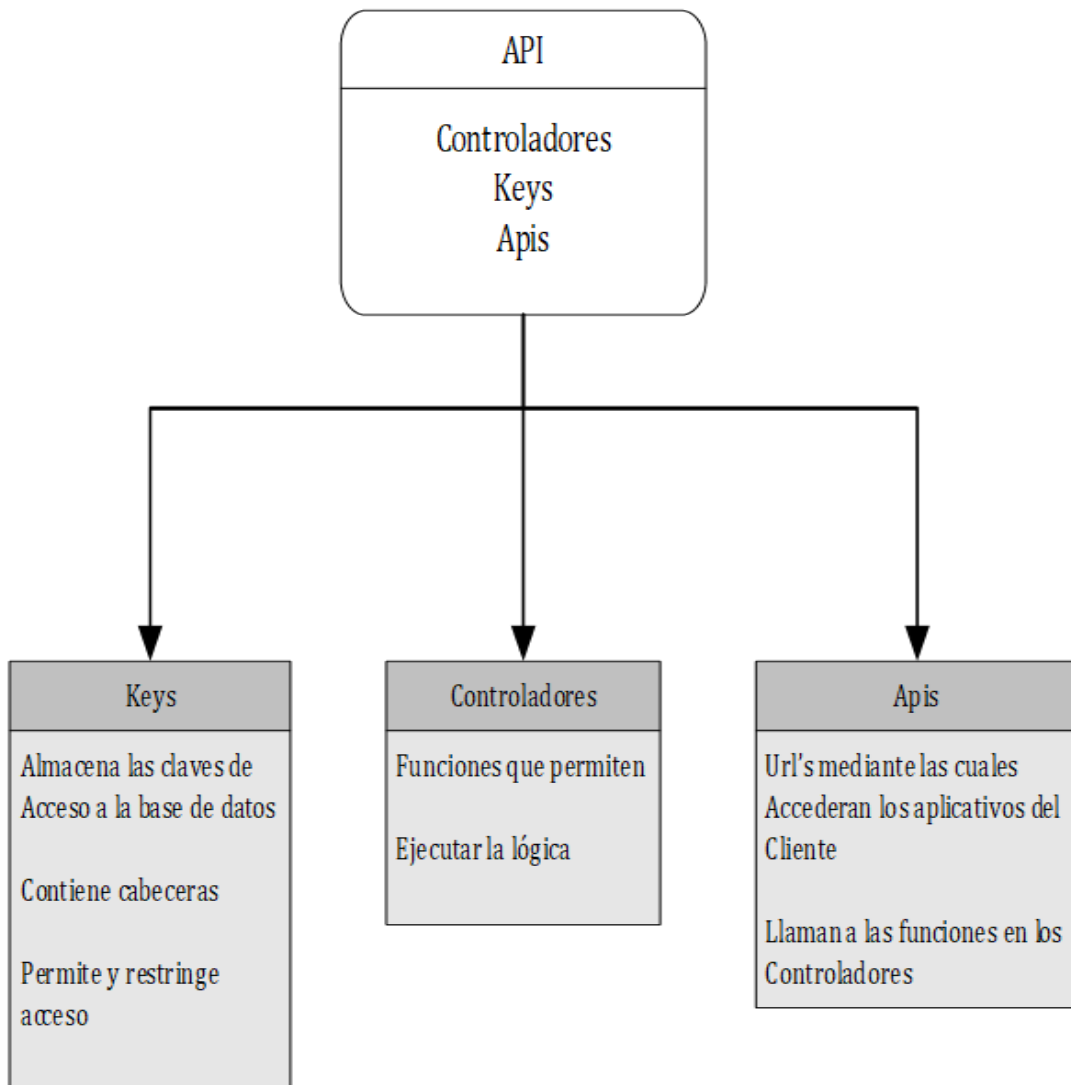 API
Controladores
Keys
Apis
Keys
Almacena las claves de
Acceso a la base de datos
Contiene cabeceras
Permite y restringe
acceso
Controladores
Funciones que permiten
Ejecutar la lógica
Apis
Url's mediante las cuales
Accederan los aplicativos del
Cliente
Llaman a las funciones en los
Controladores